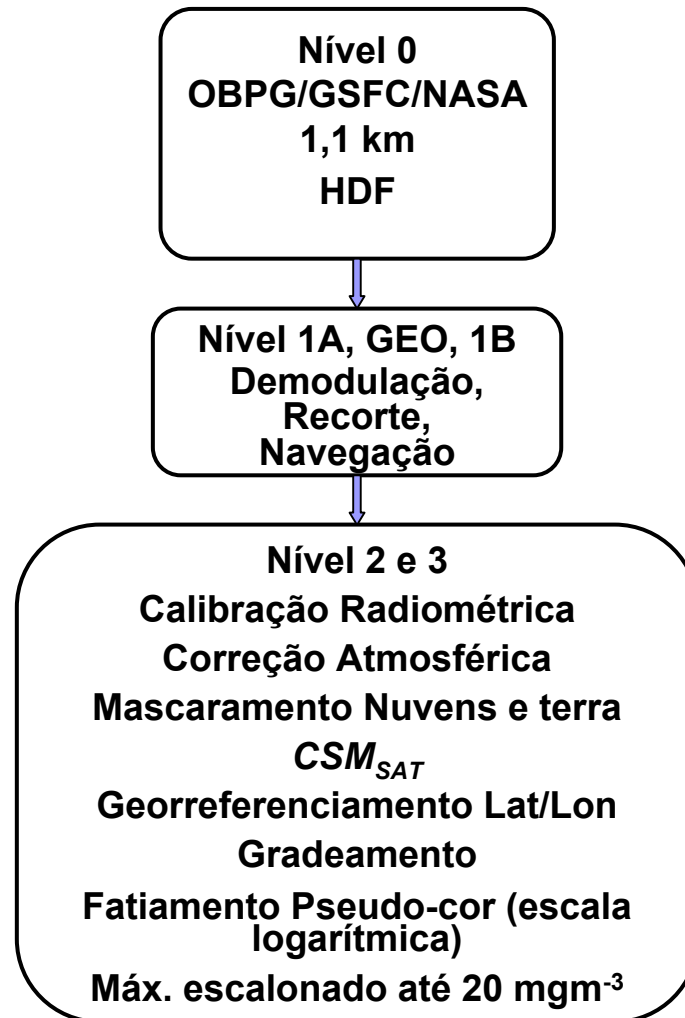 Nível 0
OBPG/GSFC/NASA
1,1 km
HDF
Nível 1A, GEO, 1B
Demodulação,
Recorte,
Navegação
Nível 2 e 3
Calibração Radiométrica
Correção Atmosférica
Mascaramento Nuvens e terra
CSM_SAT
Georreferenciamento Lat/Lon
Gradeamento
Fatiamento Pseudo-cor (escala
logarítmica)
Máx. escalonado até 20 mgm⁻³